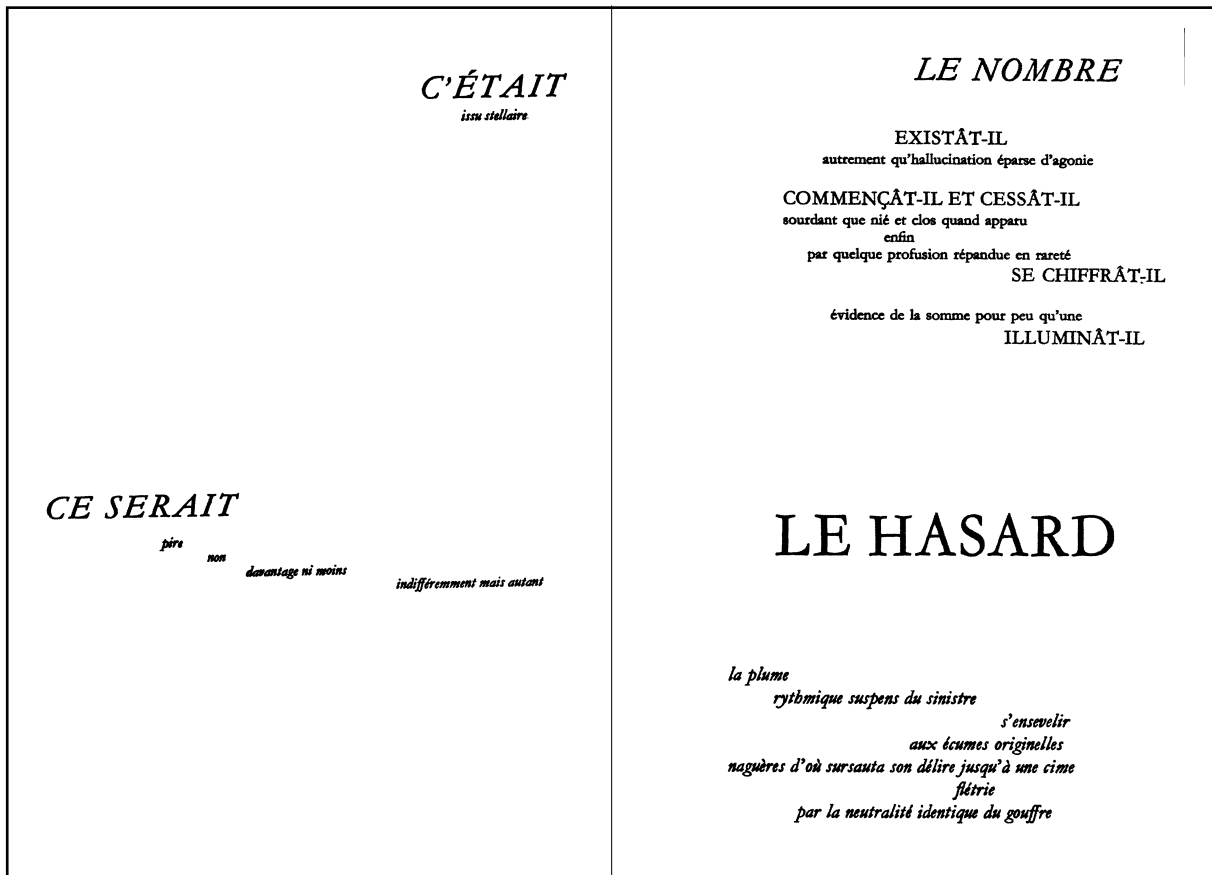 C'ÉTAIT
issu stellaire
CE SERAIT
pire
non
davantage ni moins
indifféremment mais autant
LE NOMBRE
EXISTÂT-IL
autrement qu'hallucination éparse d'agonie
COMMENÇÂT-IL ET CESSÂT-IL
sourdant que nié et clos quand apparu
enfin
par quelque profusion répandue en rareté
SE CHIFFRÂT-IL
évidence de la somme pour peu qu'une
ILLUMINÂT-IL
LE HASARD
la plume
rythmique suspens du sinistre
s'ensevelir
aux écumes originelles
naguères d'où sursauta son délire jusqu'à une cime
flétrie
par la neutralité identique du gouffre